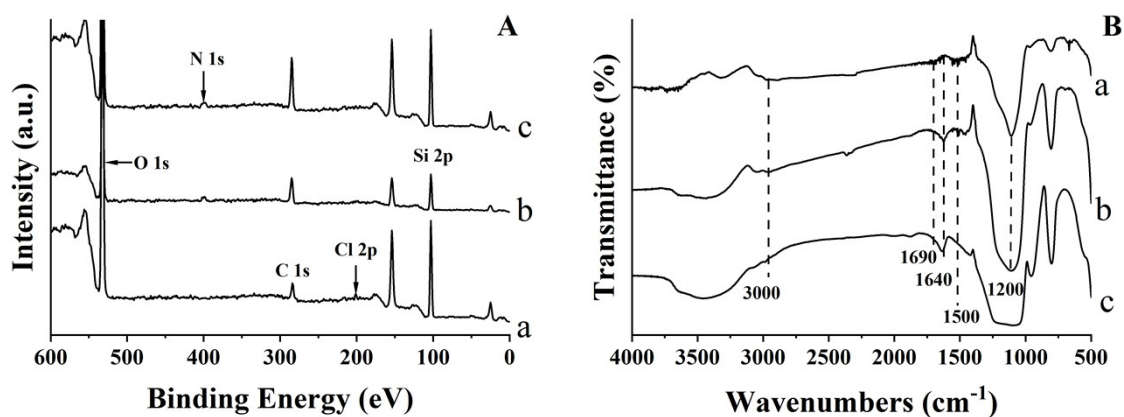 A
N 1s
c
Si 2p
O 1s
b
C 1s
Cl 2p
a
600 500 400 300 200 100 0
Binding Energy (eV)
Intensity (a.u.)
B
a
b
1690
1640
1200
3000
1500
c
4000 3500 3000 2500 2000 1500 1000 500
Wavenumbers (cm-1)
Transmittance (%)